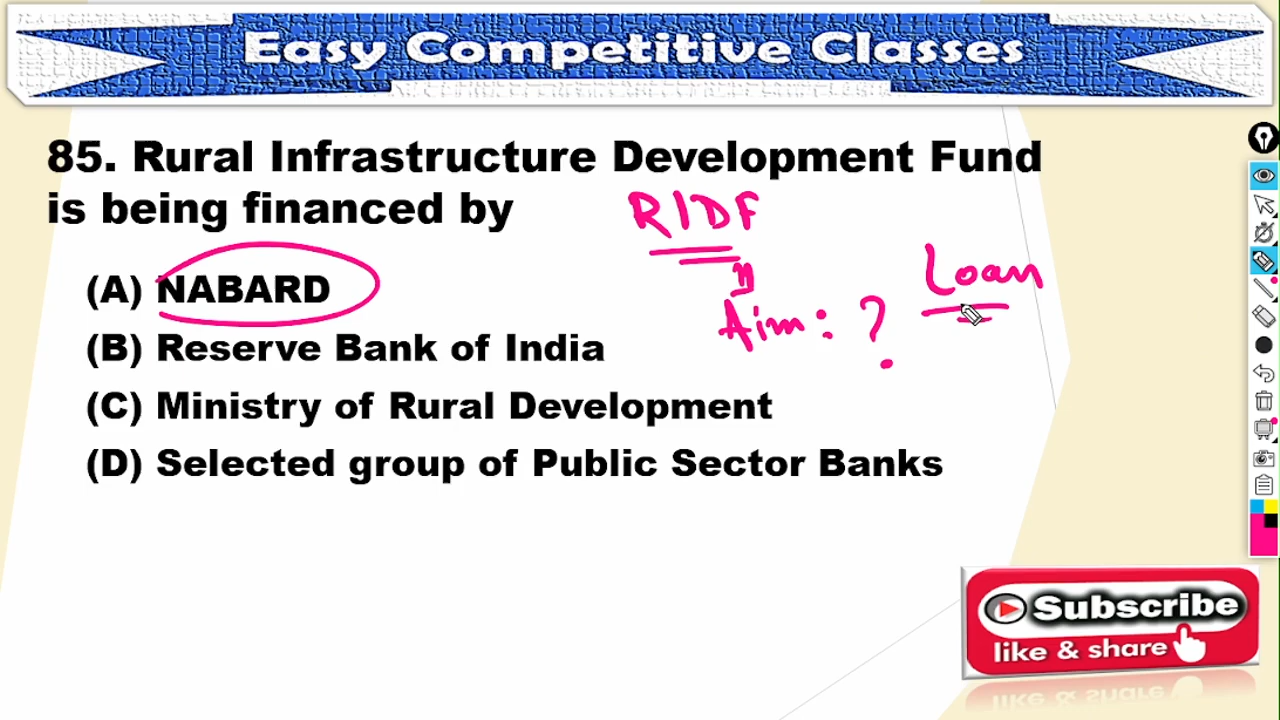 Easy Competitive Classes
85. Rural Infrastructure Development Fund
is being financed by
RIDF
(A) NABARD
Loan
Aim : ?
(B) Reserve Bank of India
(C) Ministry of Rural Development
(D) Selected group of Public Sector Banks
Subscribe
like & share